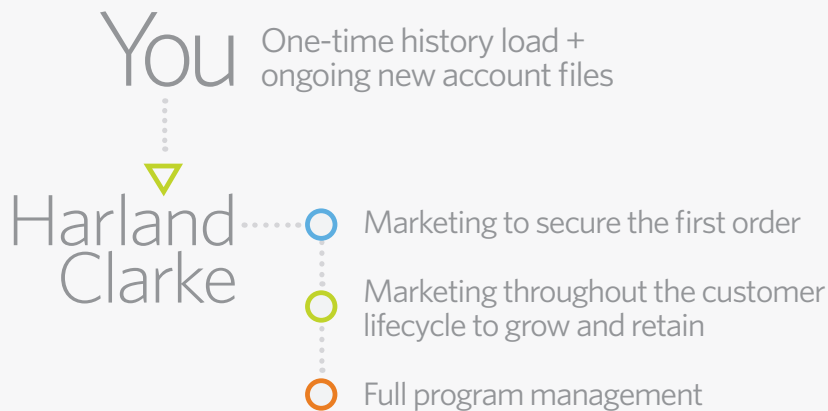 You
One-time history load +
ongoing new account files
Harland
Clarke
Marketing to secure the first order
Marketing throughout the customer
lifecycle to grow and retain
Full program management